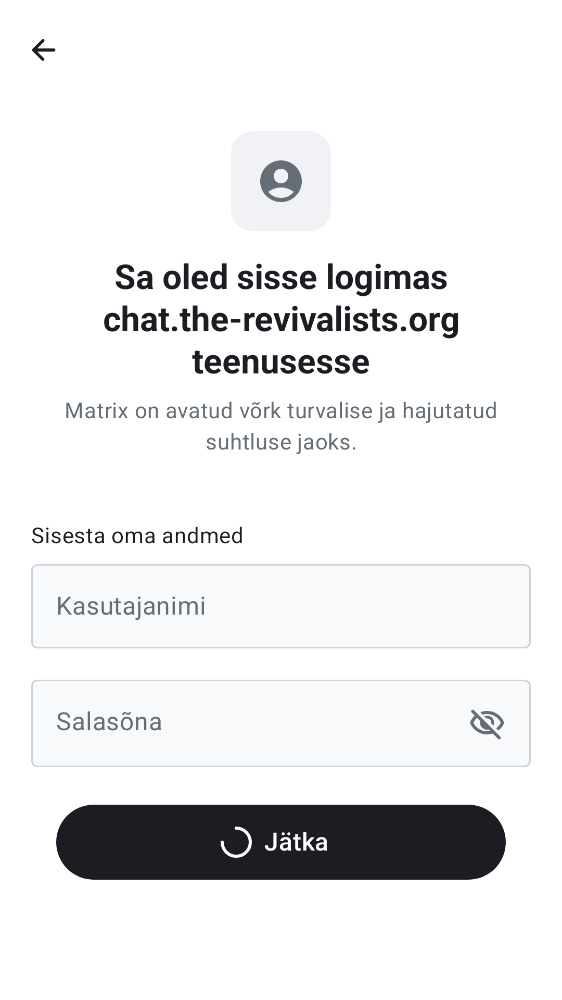 Sa oled sisse logimas
chat.the-revivalists.org
teenusesse
Matrix on avatud võrk turvalise ja hajutatud
suhtluse jaoks.
Sisesta oma andmed
Kasutajanimi
Salasõna
Jätka